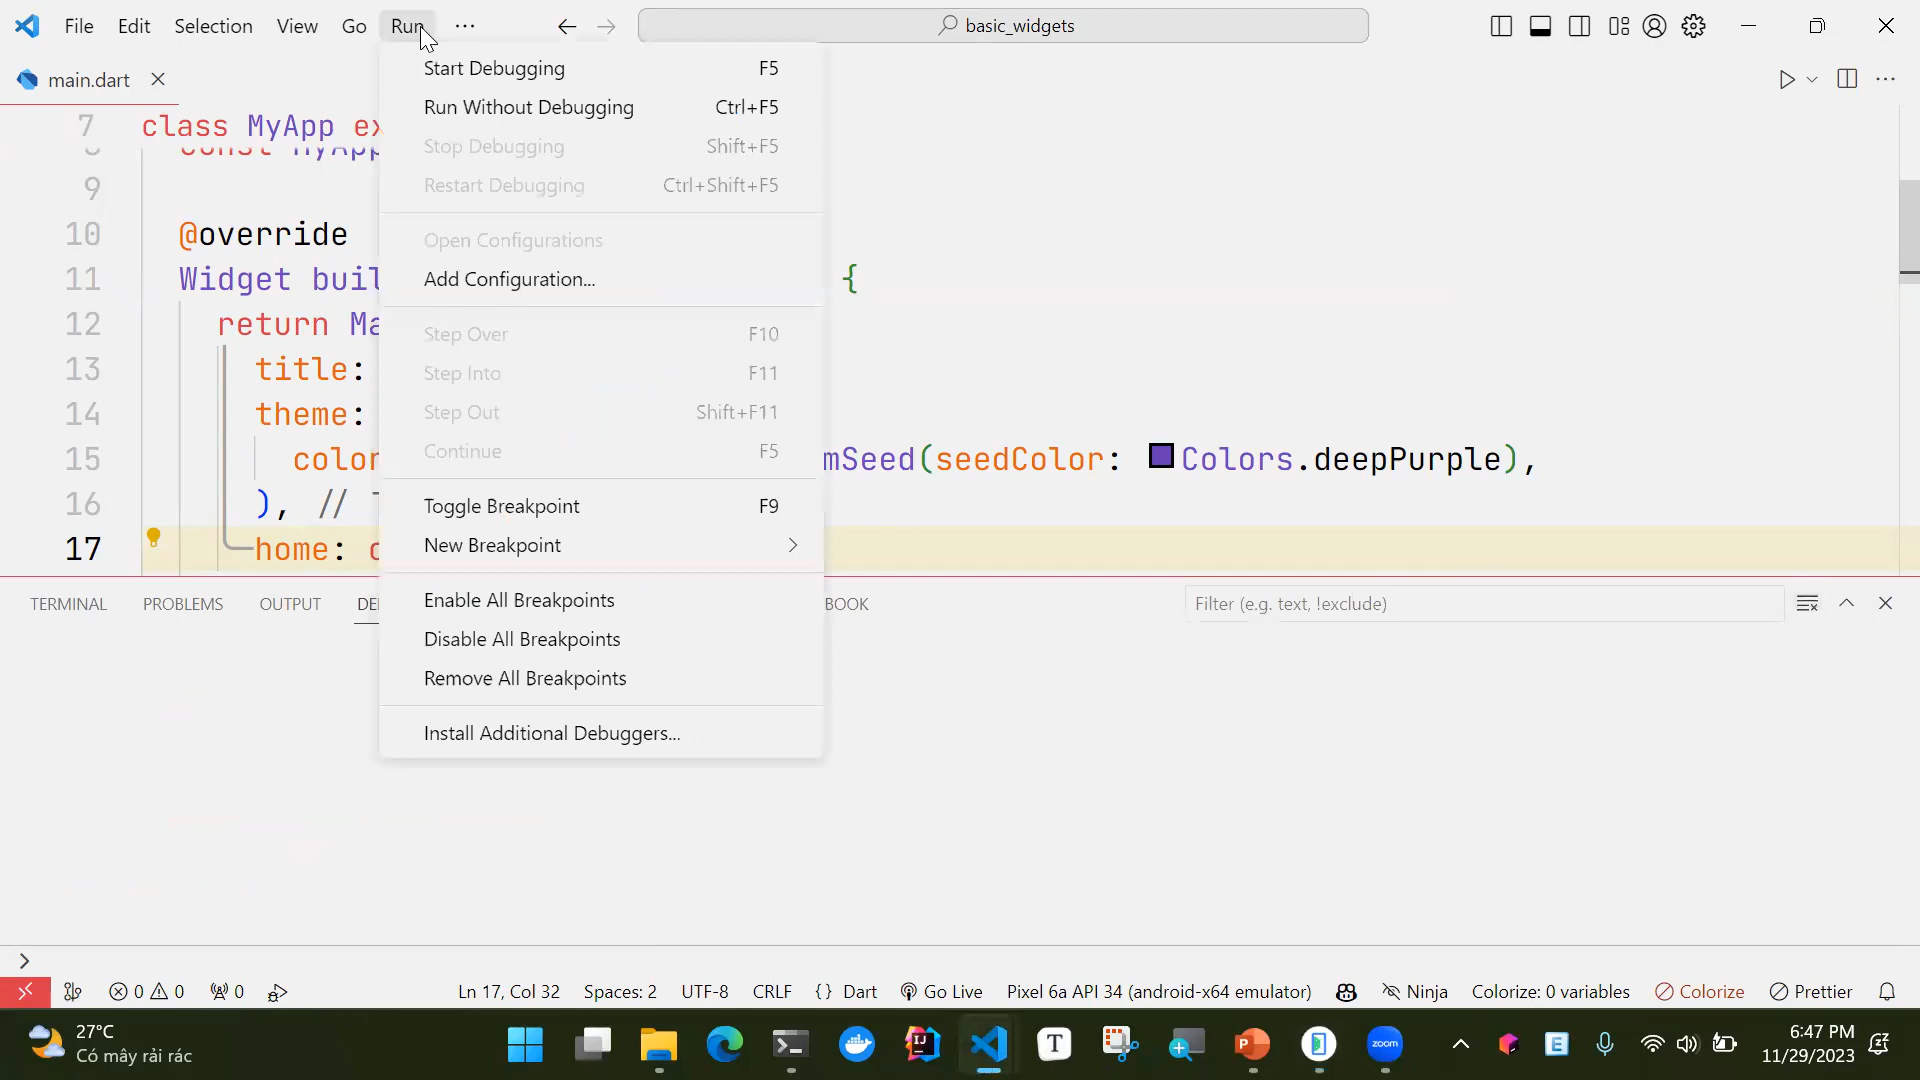 File Edit Selection View Go Run ··· basic_widgets
main.dart
Start Debugging F5
7 class MyApp ex
Run Without Debugging Ctrl+F5
8 const MyApp
Stop Debugging Shift+F5
9
Restart Debugging Ctrl+Shift+F5
10 @override
Open Configurations
11 Widget buil {
Add Configuration...
12 return Ma
Step Over F10
13 title:
Step Into F11
14 theme:
Step Out Shift+F11
15 color mSeed(seedColor: Colors.deepPurple),
Continue F5
16 ), //
Toggle Breakpoint F9
17 home:
New Breakpoint
TERMINAL PROBLEMS OUTPUT DE BOOK Filter (e.g. text, !exclude)
Enable All Breakpoints
Disable All Breakpoints
Remove All Breakpoints
Install Additional Debuggers...
0 0 0 Ln 17, Col 32 Spaces: 2 UTF-8 CRLF {} Dart Go Live Pixel 6a API 34 (android-x64 emulator) Ninja Colorize: 0 variables Colorize Prettier
27°C
Có mây rải rác
T
zoom
E
6:47 PM
11/29/2023